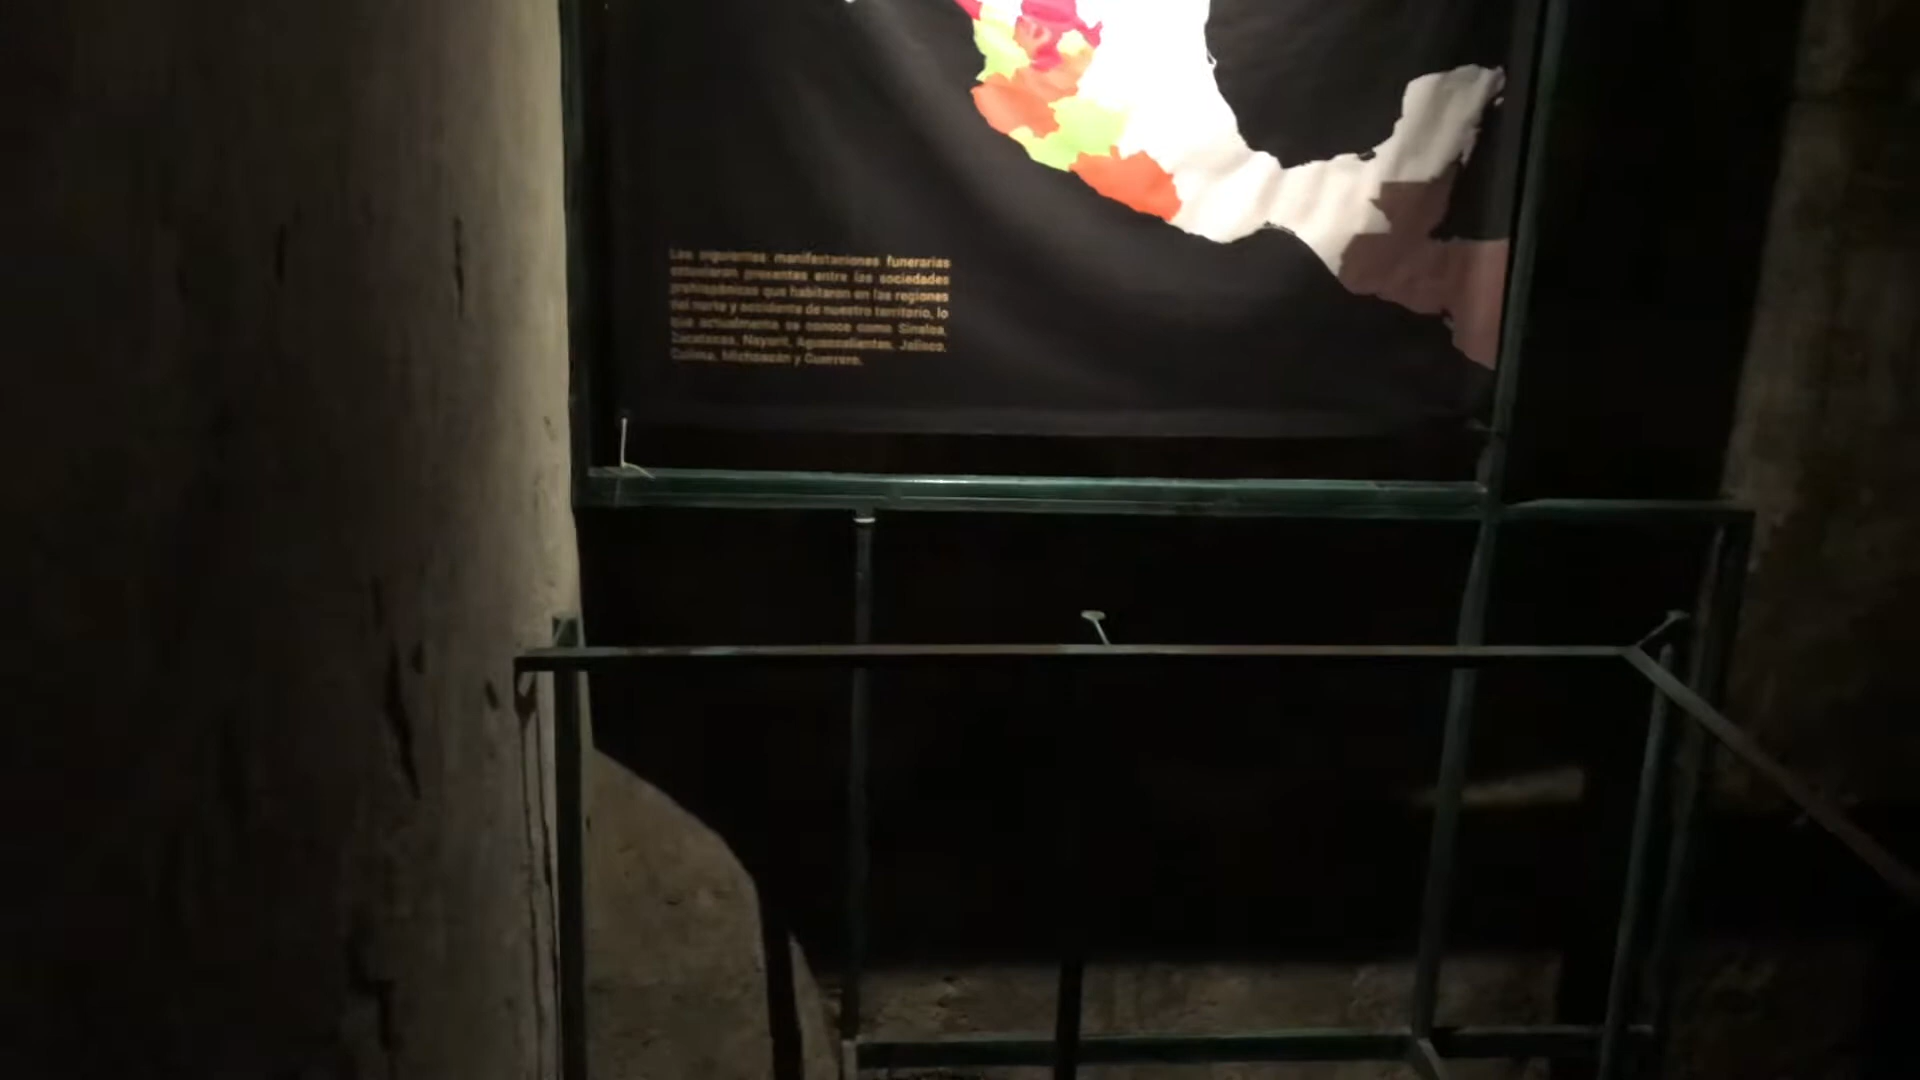 Las siguientes manifestaciones funerarias
estuvieron presentes entre las sociedades
prehispánicas que habitaron en las regiones
del norte y occidente de nuestro territorio, lo
que actualmente se conoce como Sinaloa,
Zacatecas, Nayarit, Aguascalientes, Jalisco,
Colima, Michoacán y Guerrero.